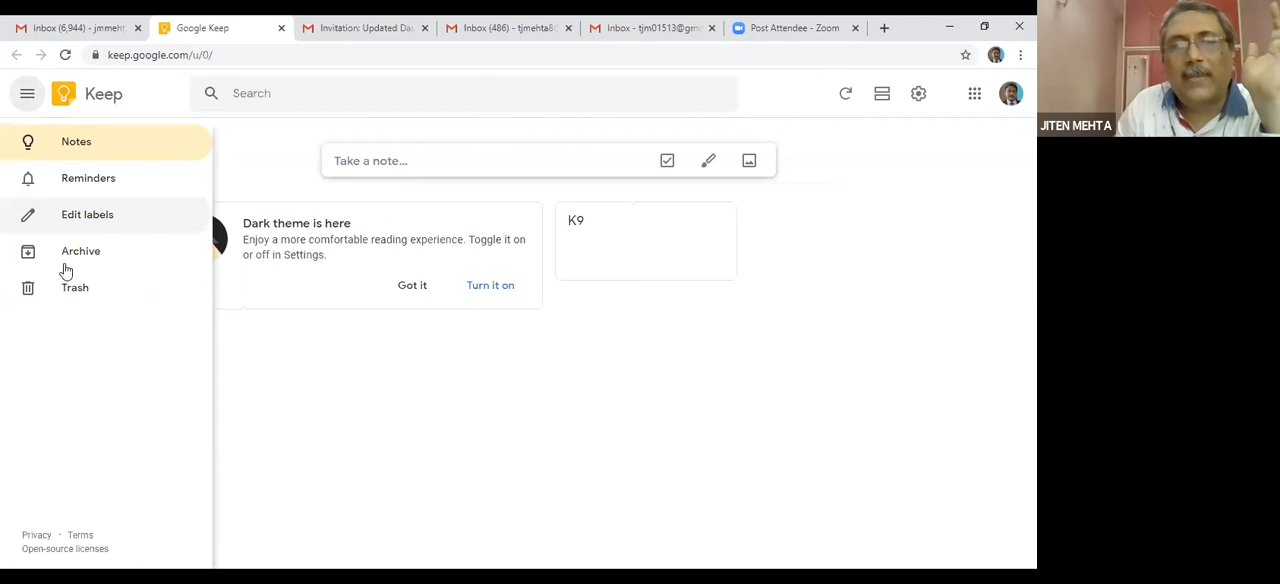 Inbox (6,944) - jmmeht
Google Keep
Invitation: Updated Da
Inbox (486) - tjmehta8
Inbox - tjm01513@gma
Post Attendee - Zoom
keep.google.com/u/0/
Keep
Search
Notes
Reminders
Edit labels
Archive
Trash
Take a note...
Dark theme is here
Enjoy a more comfortable reading experience. Toggle it on
or off in Settings.
Got it
Turn it on
K9
Privacy · Terms
Open-source licenses
JITEN MEHTA